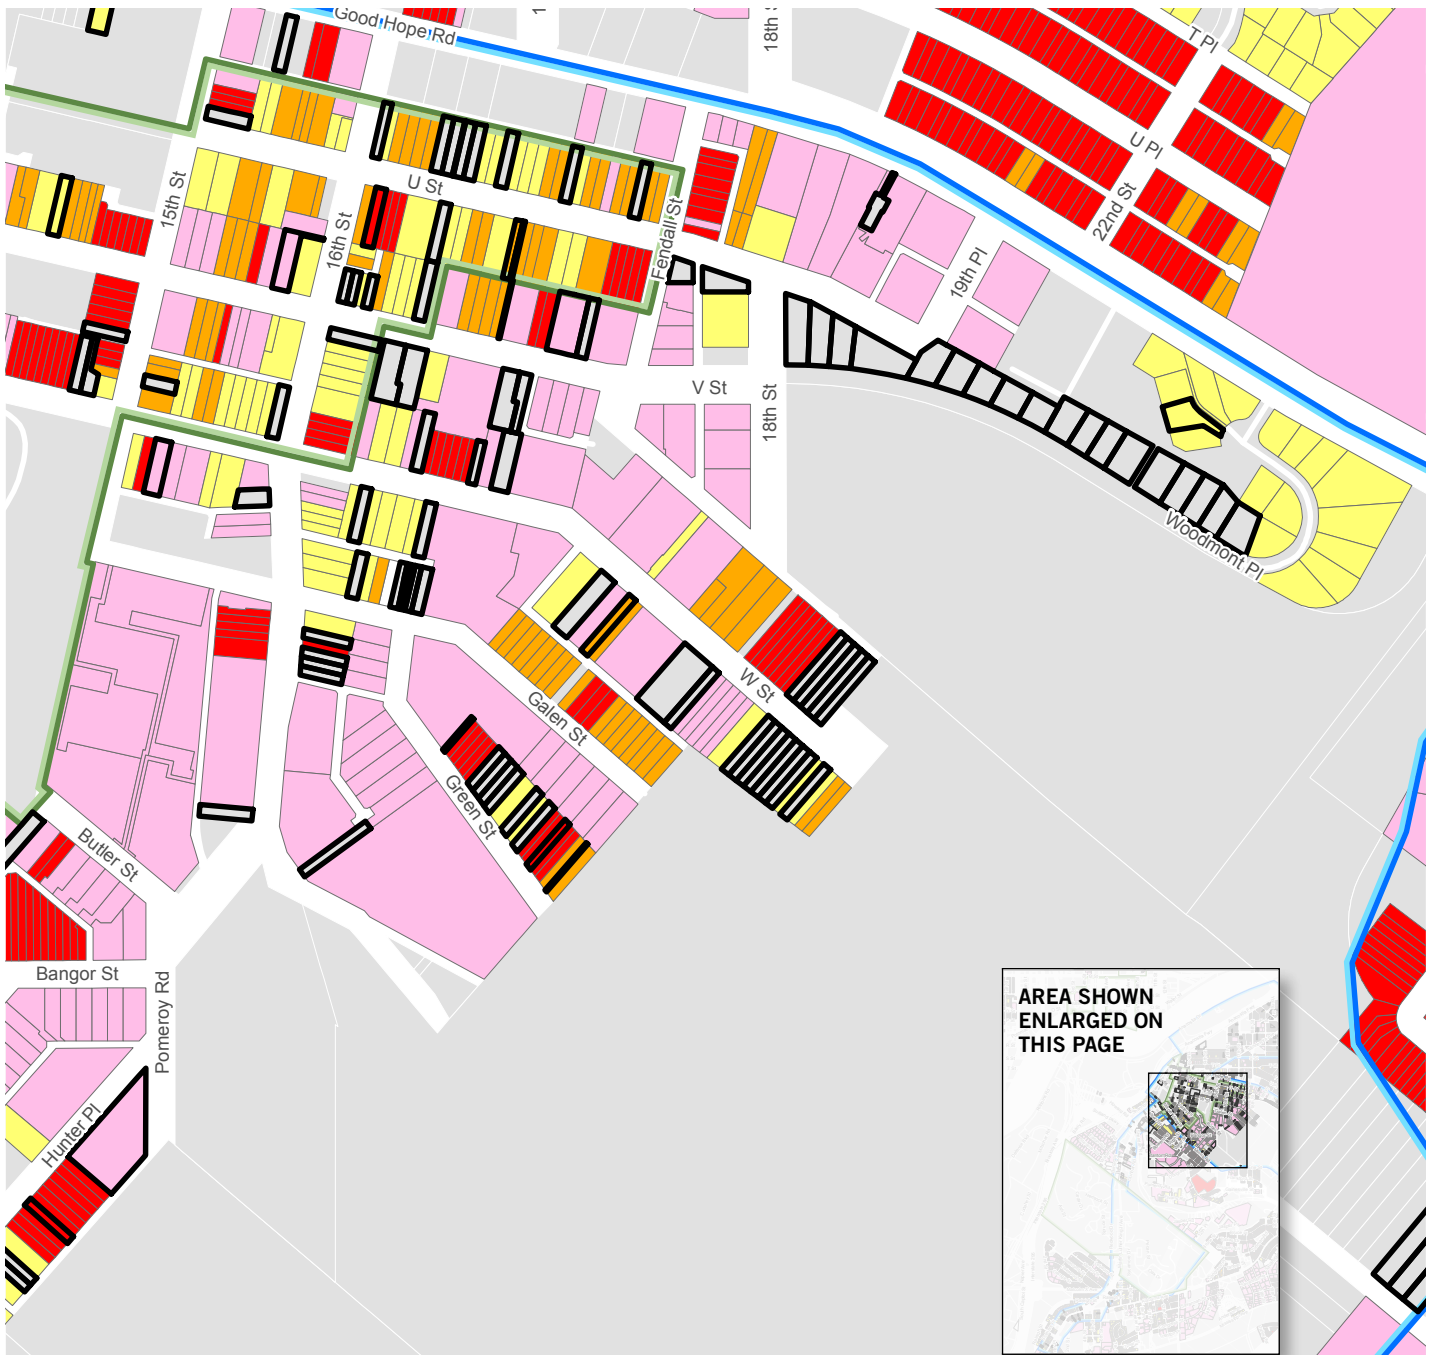 Good Hope Rd
18th St
T Pl
U Pl
22nd St
15th St
U St
16th St
Fendall St
19th Pl
V St
18th St
Woodmont Pl
W St
Galen St
Green St
Butler St
Bangor St
Pomeroy Rd
Hunter Pl
AREA SHOWN
ENLARGED ON
THIS PAGE